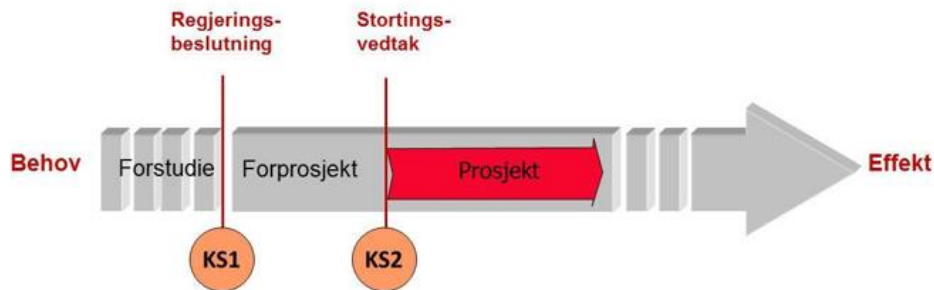 Regjerings-
beslutning
Stortings-
vedtak
Behov
Forstudie
Forprosjekt
Prosjekt
Effekt
KS1
KS2